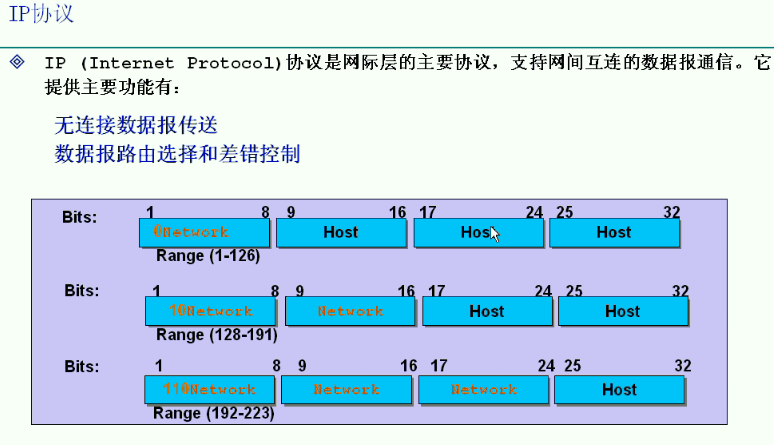 IP协议
IP (Internet Protocol)协议是网际层的主要协议，支持网间互连的数据报通信。它
提供主要功能有：
无连接数据报传送
数据报路由选择和差错控制
Bits: 1 8 9 16 17 24 25 32
0Network Host Host Host
Range (1-126)
Bits: 1 8 9 16 17 24 25 32
10Network Network Host Host
Range (128-191)
Bits: 1 8 9 16 17 24 25 32
110Network Network Network Host
Range (192-223)